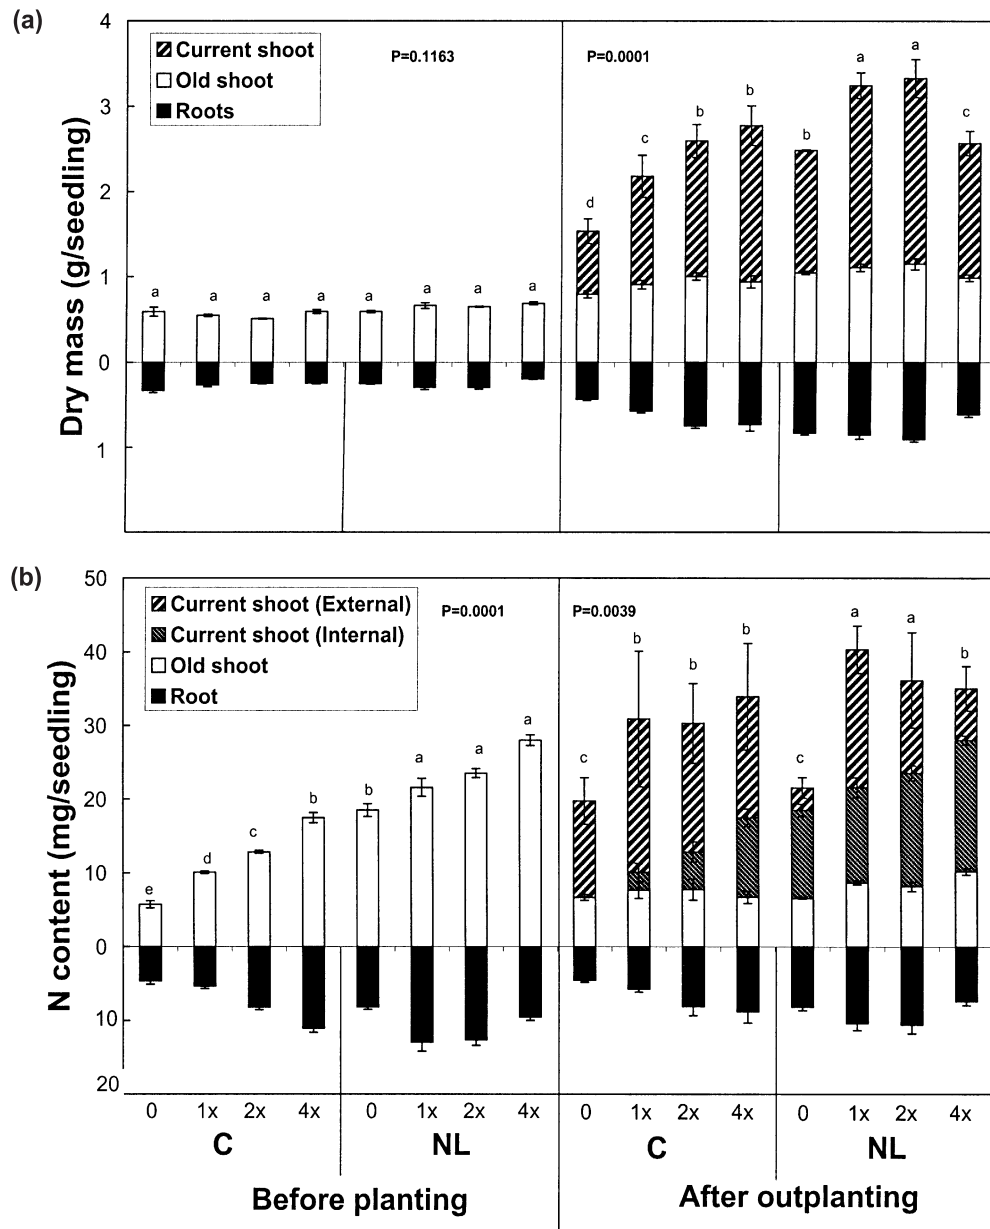 (a)
Dry mass (g/seedling)
4
3
2
1
0
1
Current shoot
Old shoot
Roots
P=0.1163
P=0.0001
a a a a a a a a
d c b b b a a c
(b)
N content (mg/seedling)
50
40
30
20
10
0
10
20
Current shoot (External)
Current shoot (Internal)
Old shoot
Root
P=0.0001
P=0.0039
e d c b b a a a
c b b b c a a b
0 1x 2x 4x 0 1x 2x 4x 0 1x 2x 4x 0 1x 2x 4x
C NL C NL
Before planting After outplanting